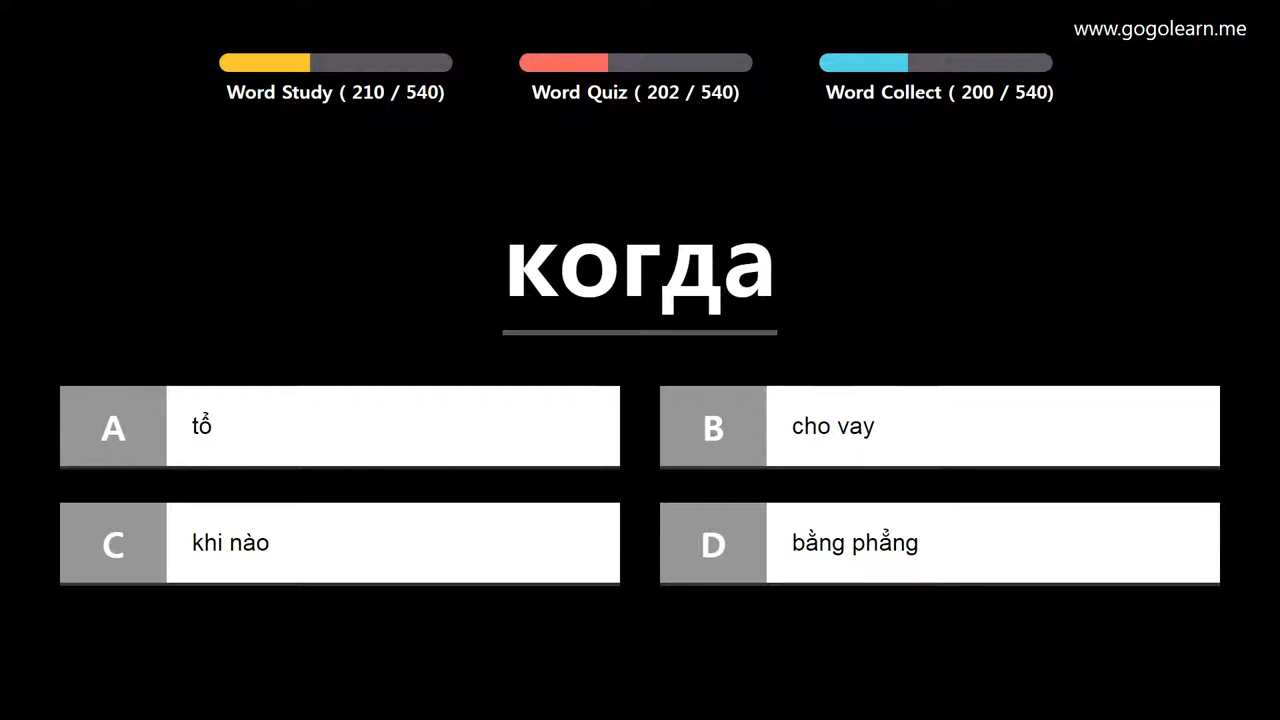 www.gogolearn.me
Word Study ( 210 / 540)
Word Quiz ( 202 / 540)
Word Collect ( 200 / 540)
когда
A tổ
B cho vay
C khi nào
D bằng phẳng